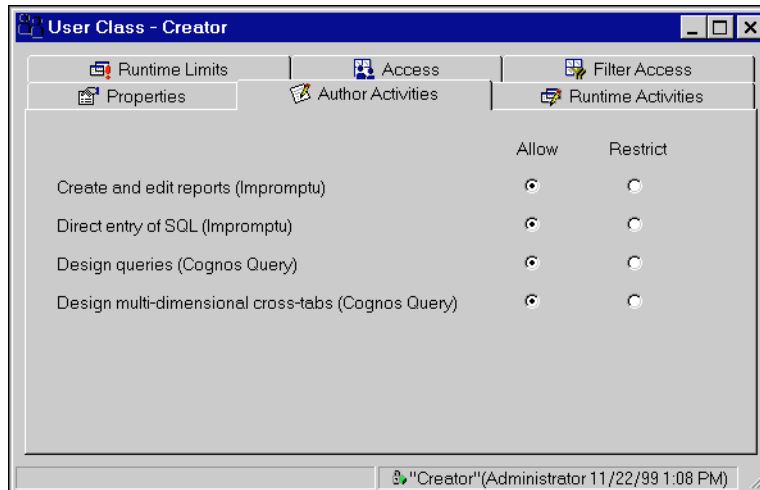 User Class - Creator
Runtime Limits Access Filter Access
Properties Author Activities Runtime Activities
Allow Restrict
Create and edit reports (Impromptu)
Direct entry of SQL (Impromptu)
Design queries (Cognos Query)
Design multi-dimensional cross-tabs (Cognos Query)
"Creator"(Administrator 11/22/99 1:08 PM)